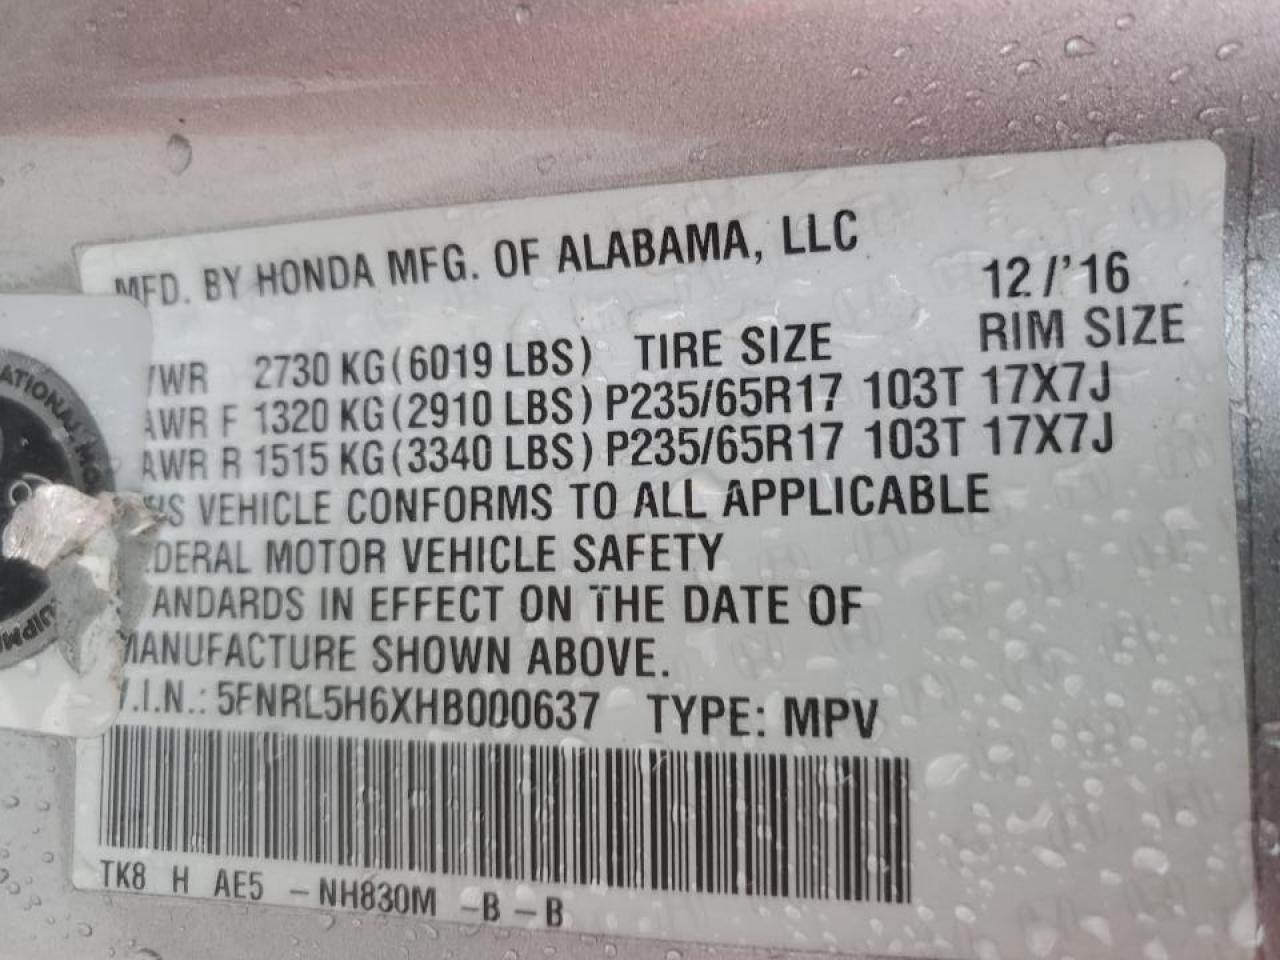 MFD. BY HONDA MFG. OF ALABAMA, LLC
12/'16
VWR 2730 KG(6019 LBS) TIRE SIZE RIM SIZE
AWR F 1320 KG(2910 LBS) P235/65R17 103T 17X7J
AWR R 1515 KG(3340 LBS) P235/65R17 103T 17X7J
VEHICLE CONFORMS TO ALL APPLICABLE
DERAL MOTOR VEHICLE SAFETY
ANDARDS IN EFFECT ON THE DATE OF
MANUFACTURE SHOWN ABOVE.
V.I.N.: 5FNRL5H6XHB000637 TYPE: MPV
TK8 H AE5 -NH830M -B-B